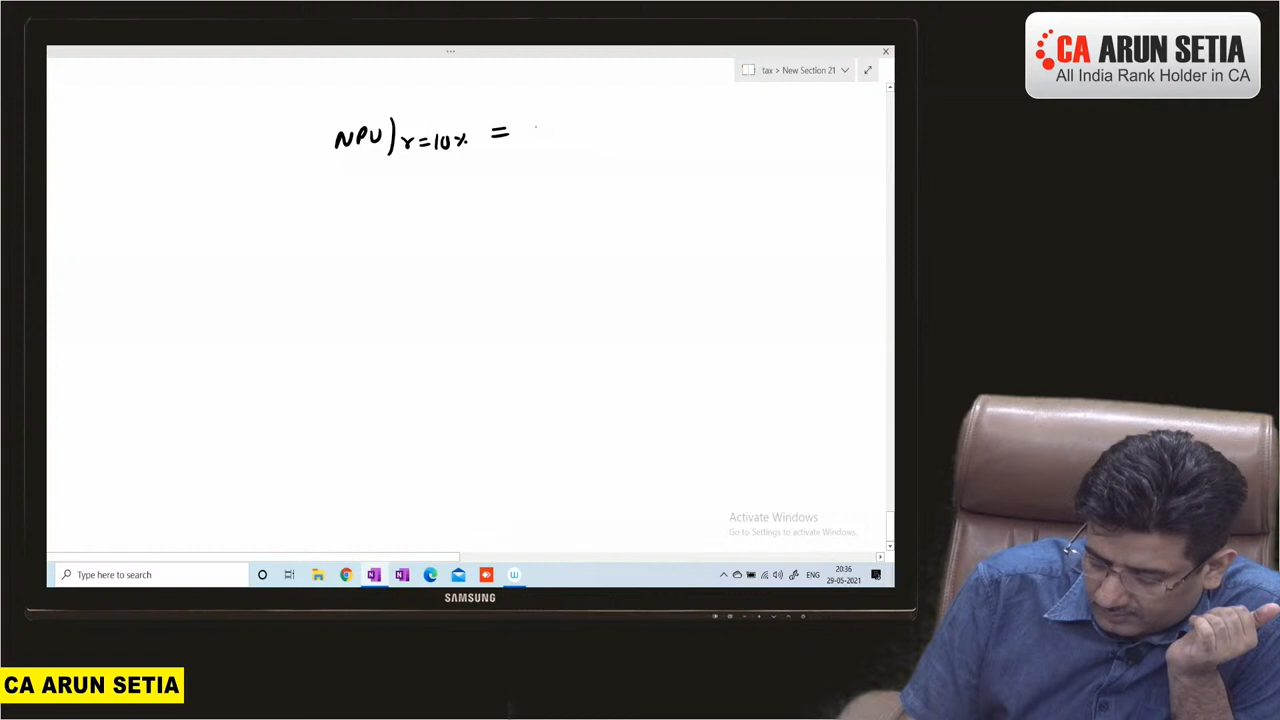 CA ARUN SETIA
All India Rank Holder in CA
tax > New Section 21
NPV)r=10% =
Activate Windows
Go to Settings to activate Windows.
Type here to search
ENG
20:36
29-05-2021
SAMSUNG
CA ARUN SETIA